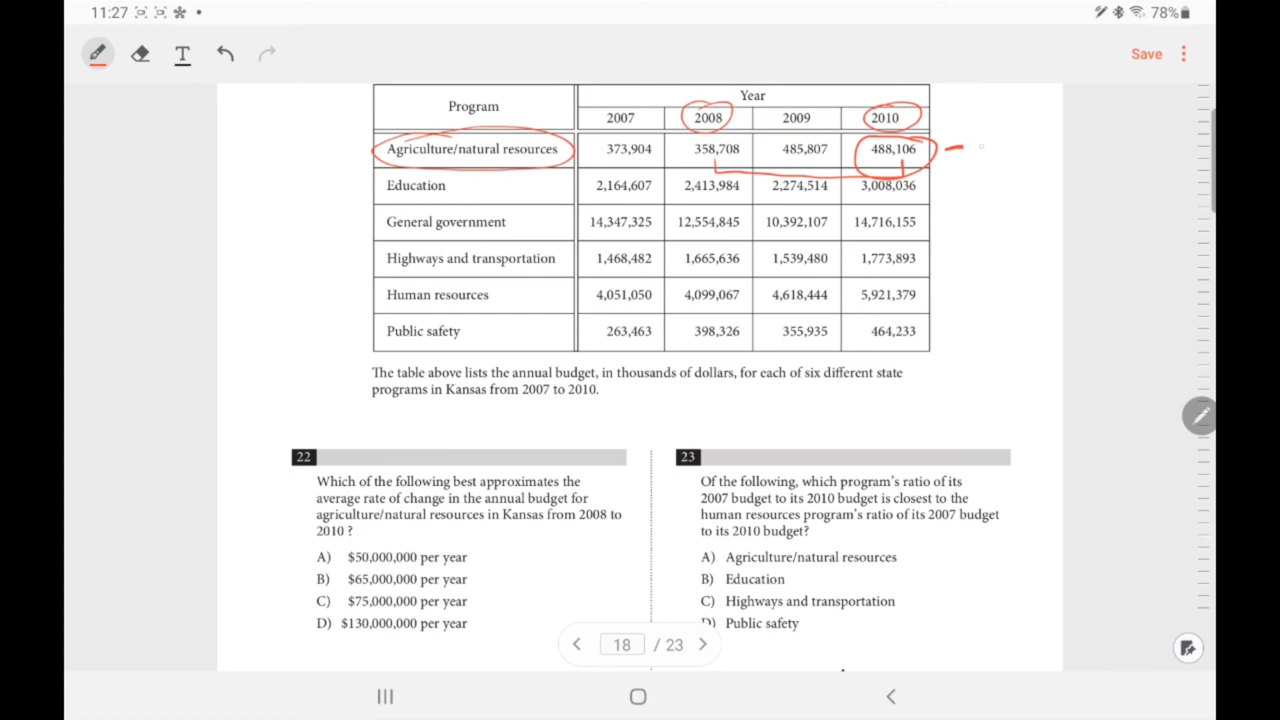 11:27 78%
T Save
Program Year
2007 2008 2009 2010
Agriculture/natural resources 373,904 358,708 485,807 488,106
Education 2,164,607 2,413,984 2,274,514 3,008,036
General government 14,347,325 12,554,845 10,392,107 14,716,155
Highways and transportation 1,468,482 1,665,636 1,539,480 1,773,893
Human resources 4,051,050 4,099,067 4,618,444 5,921,379
Public safety 263,463 398,326 355,935 464,233
The table above lists the annual budget, in thousands of dollars, for each of six different state
programs in Kansas from 2007 to 2010.
22
Which of the following best approximates the
average rate of change in the annual budget for
agriculture/natural resources in Kansas from 2008 to
2010 ?
A) $50,000,000 per year
B) $65,000,000 per year
C) $75,000,000 per year
D) $130,000,000 per year
23
Of the following, which program's ratio of its
2007 budget to its 2010 budget is closest to the
human resources program's ratio of its 2007 budget
to its 2010 budget?
A) Agriculture/natural resources
B) Education
C) Highways and transportation
D) Public safety
18 / 23